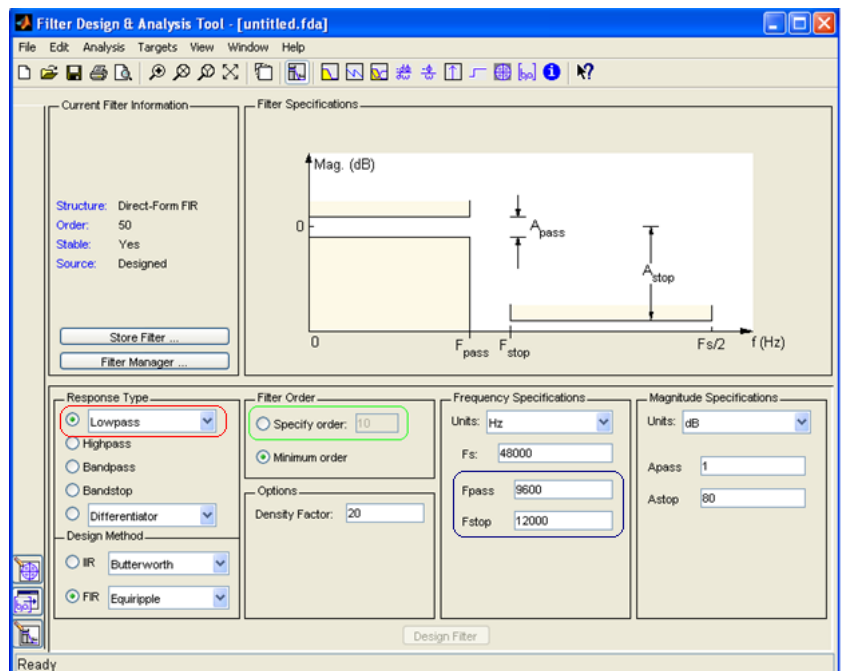 Filter Design & Analysis Tool - [untitled.fda]
File Edit Analysis Targets View Window Help
Current Filter Information
Structure: Direct-Form FIR
Order: 50
Stable: Yes
Source: Designed
Store Filter ...
Filter Manager ...
Filter Specifications
Mag. (dB)
0
Apass
Astop
0
Fpass
Fstop
Fs/2
f (Hz)
Response Type
Lowpass
Highpass
Bandpass
Bandstop
Differentiator
Design Method
IIR Butterworth
FIR Equiripple
Filter Order
Specify order: 10
Minimum order
Options
Density Factor: 20
Frequency Specifications
Units: Hz
Fs: 48000
Fpass 9600
Fstop 12000
Magnitude Specifications
Units: dB
Apass 1
Astop 80
Design Filter
Ready